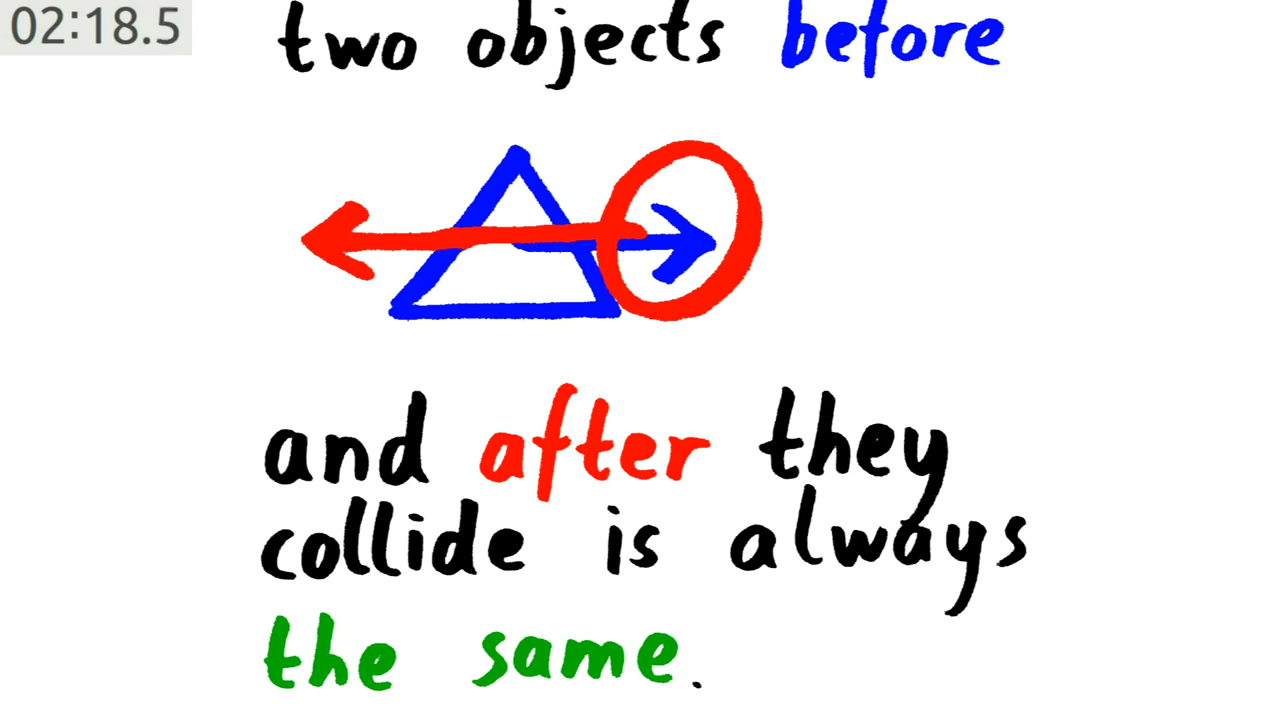 02:18.5
two objects before
and after they
collide is always
the same.